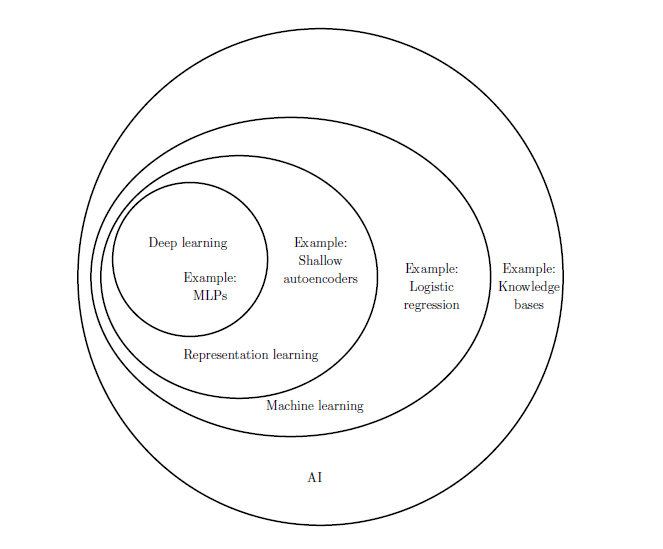 Deep learning
Example:
MLPs
Example:
Shallow
autoencoders
Example:
Logistic
regression
Example:
Knowledge
bases
Representation learning
Machine learning
AI